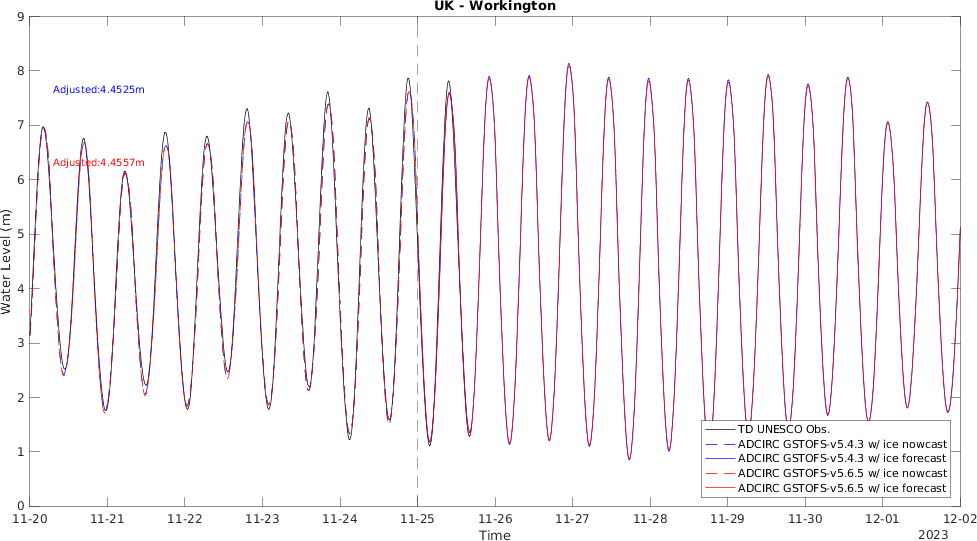 UK - Workington
9
8
7
6
5
4
3
2
1
0
Water Level (m)
Adjusted:4.4525m
Adjusted:4.4557m
TD UNESCO Obs.
ADCIRC GSTOFS-v5.4.3 w/ ice nowcast
ADCIRC GSTOFS-v5.4.3 w/ ice forecast
ADCIRC GSTOFS-v5.6.5 w/ ice nowcast
ADCIRC GSTOFS-v5.6.5 w/ ice forecast
11-20 11-21 11-22 11-23 11-24 11-25 11-26 11-27 11-28 11-29 11-30 12-01 12-02
Time
2023